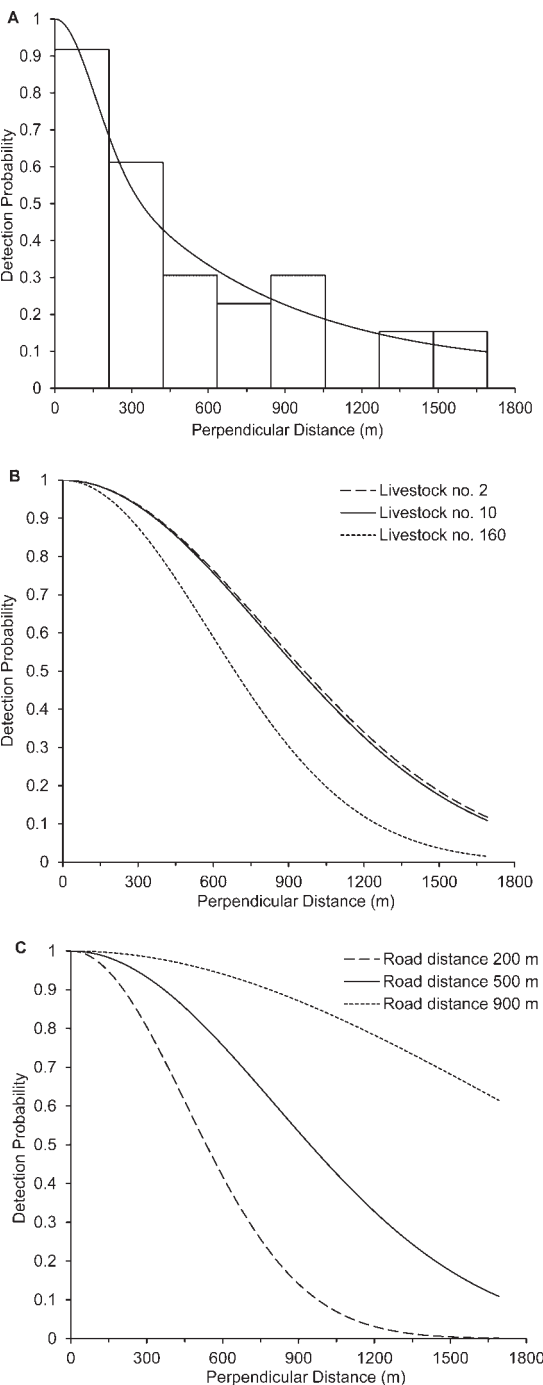 A
1
0.9
0.8
0.7
0.6
0.5
0.4
0.3
0.2
0.1
0
Detection Probability
0 300 600 900 1200 1500 1800
Perpendicular Distance (m)
B
1
0.9
0.8
0.7
0.6
0.5
0.4
0.3
0.2
0.1
0
Detection Probability
Livestock no. 2
Livestock no. 10
Livestock no. 160
0 300 600 900 1200 1500 1800
Perpendicular Distance (m)
C
1
0.9
0.8
0.7
0.6
0.5
0.4
0.3
0.2
0.1
0
Detection Probability
Road distance 200 m
Road distance 500 m
Road distance 900 m
0 300 600 900 1200 1500 1800
Perpendicular Distance (m)